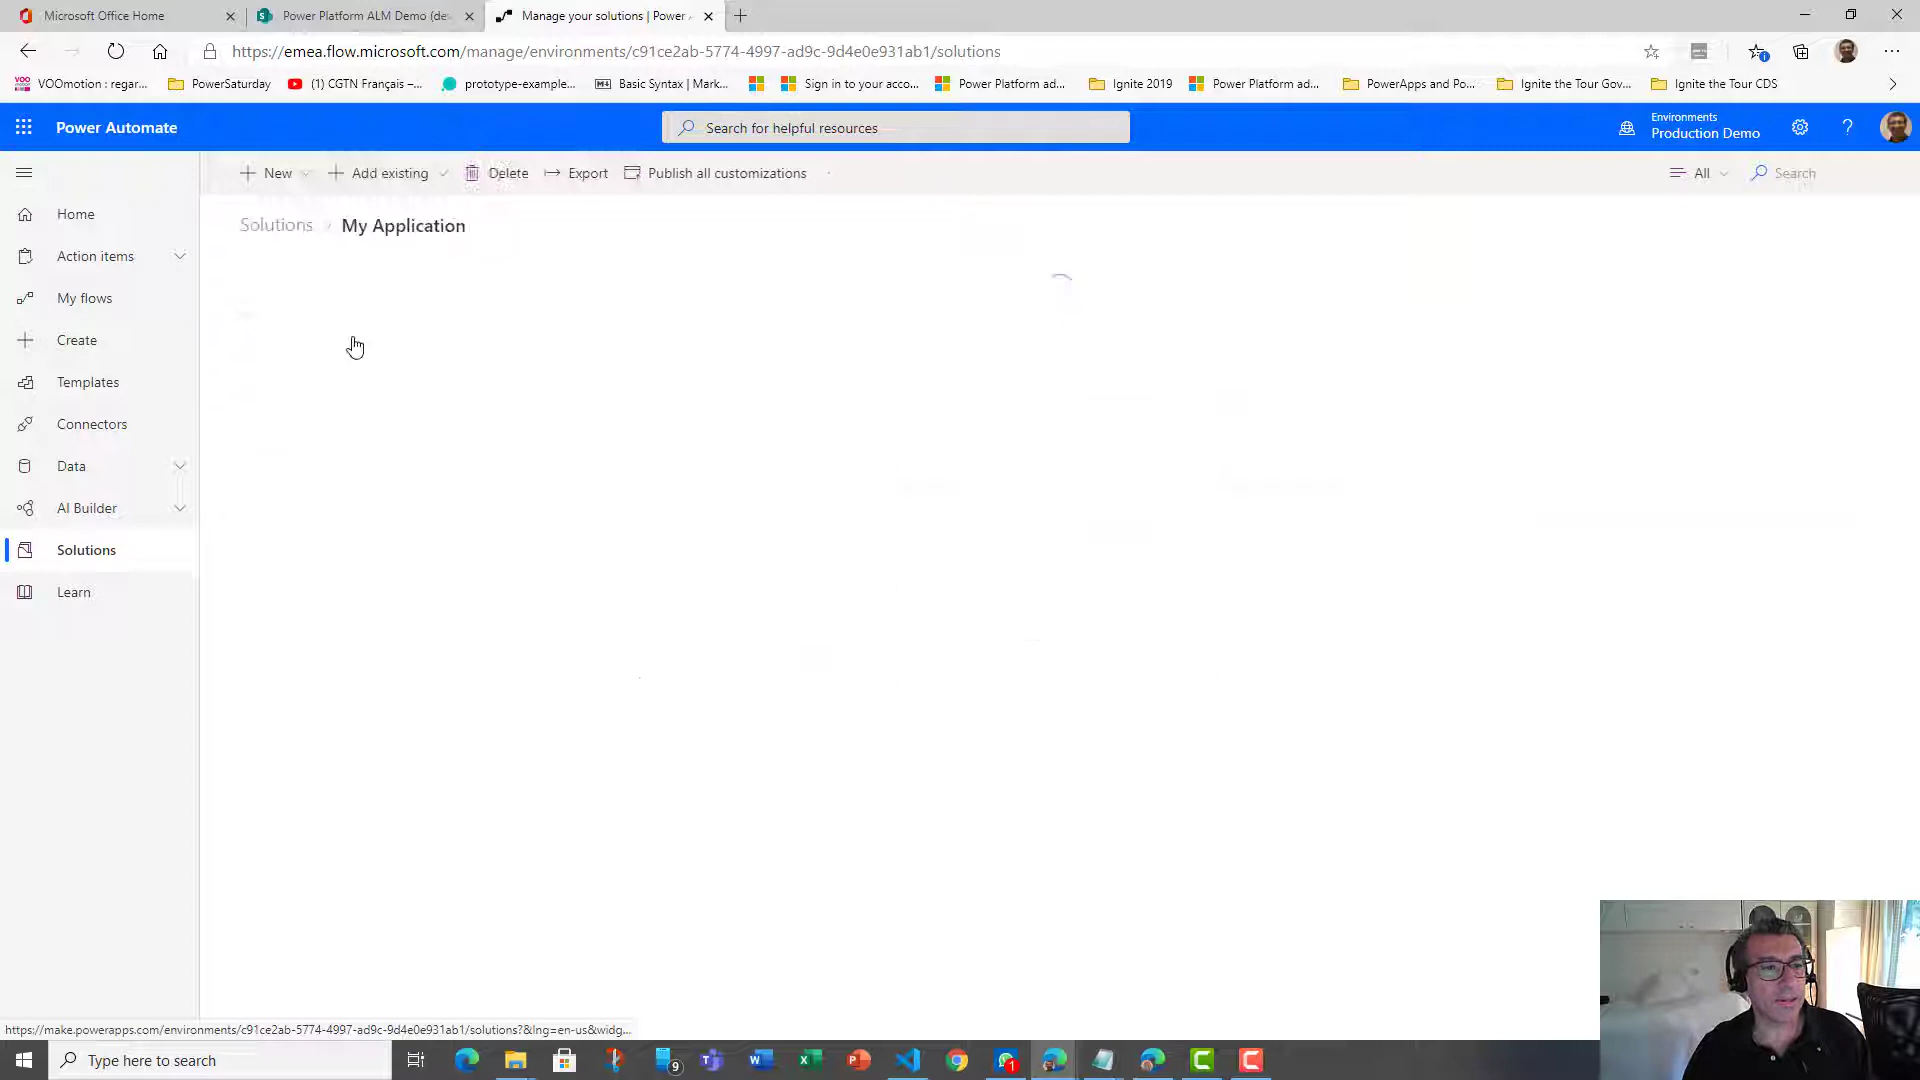 Microsoft Office Home
Power Platform ALM Demo (de
Manage your solutions | Power
https://emea.flow.microsoft.com/manage/environments/c91ce2ab-5774-4997-ad9c-9d4e0e931ab1/solutions
VOOmotion : regar...
PowerSaturday
(1) CGTN Français –...
prototype-example...
Basic Syntax | Mark...
Sign in to your acco...
Power Platform ad...
Ignite 2019
Power Platform ad...
PowerApps and Po...
Ignite the Tour Gov...
Ignite the Tour CDS
Power Automate
Search for helpful resources
Environments
Production Demo
New
Add existing
Delete
Export
Publish all customizations
All
Search
Solutions
My Application
Home
Action items
My flows
Create
Templates
Connectors
Data
AI Builder
Solutions
Learn
https://make.powerapps.com/environments/c91ce2ab-5774-4997-ad9c-9d4e0e931ab1/solutions?&lng=en-us&widg...
Type here to search
9
1